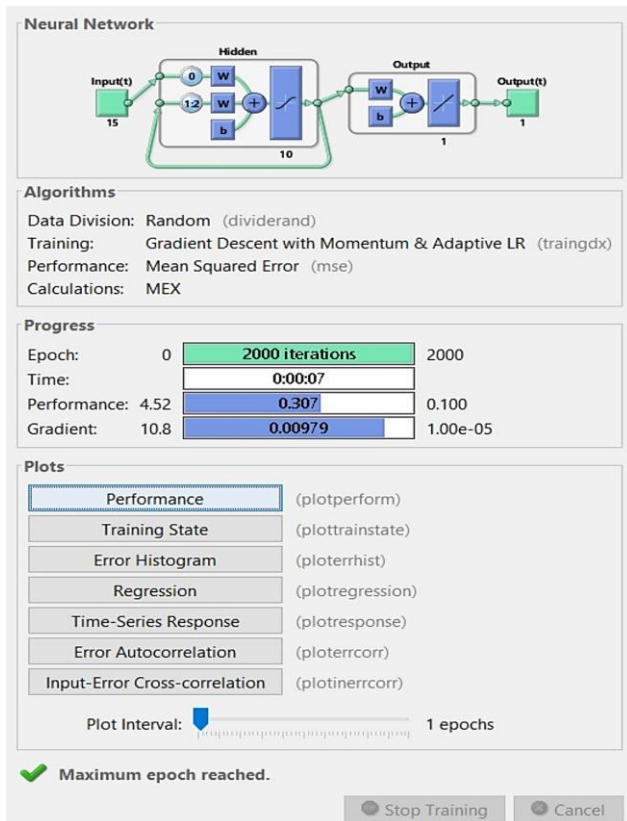 Neural Network
Hidden
Output
Input(t)
Output(t)
0
W
1:2
W
b
W
b
15
10
1
1
Algorithms
Data Division: Random (dividerand)
Training: Gradient Descent with Momentum & Adaptive LR (traingdx)
Performance: Mean Squared Error (mse)
Calculations: MEX
Progress
Epoch: 0 2000 iterations 2000
Time: 0:00:07
Performance: 4.52 0.307 0.100
Gradient: 10.8 0.00979 1.00e-05
Plots
Performance (plotperform)
Training State (plottrainstate)
Error Histogram (ploterrhist)
Regression (plotregression)
Time-Series Response (plotresponse)
Error Autocorrelation (ploterrcorr)
Input-Error Cross-correlation (plotinerrcorr)
Plot Interval: 1 epochs
Maximum epoch reached.
Stop Training Cancel